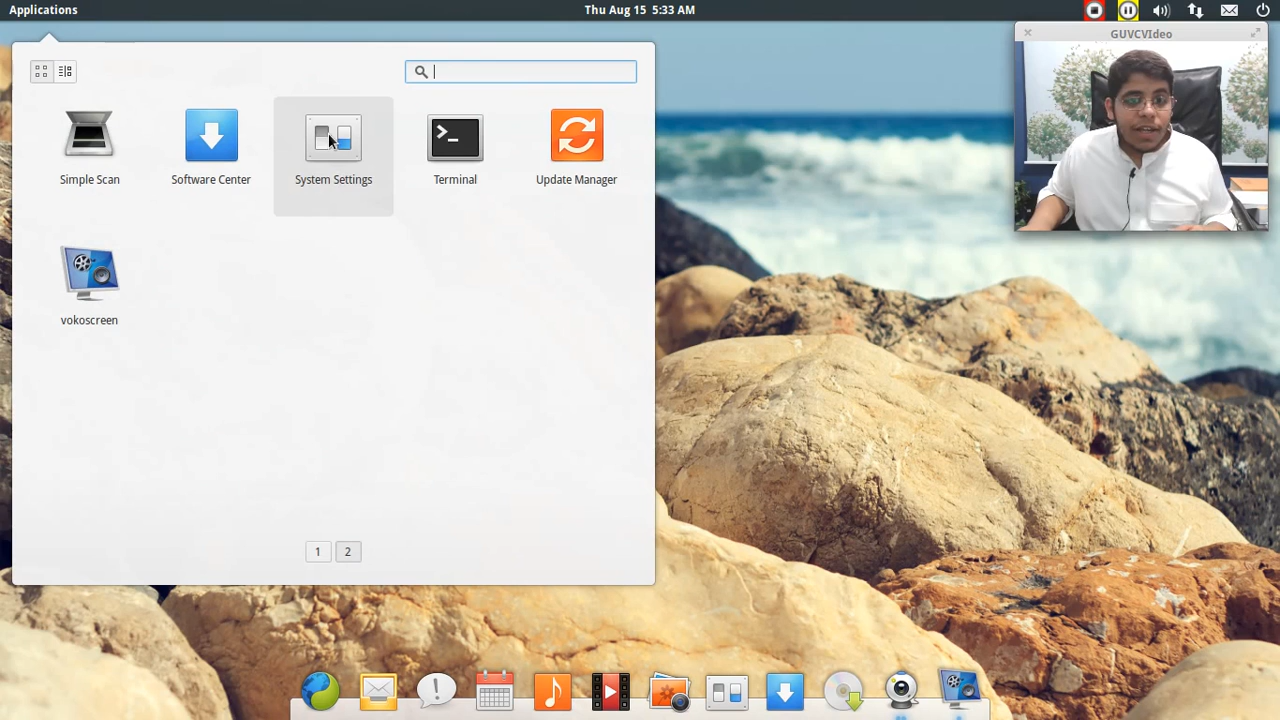 Applications
Thu Aug 15 5:33 AM
GUVCVIdeo
Simple Scan
Software Center
System Settings
Terminal
Update Manager
vokoscreen
1
2